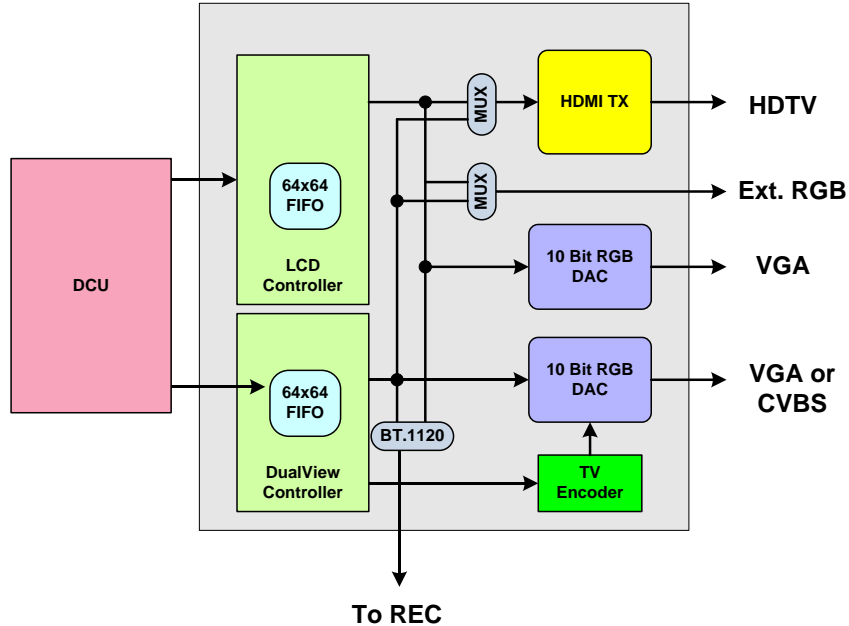 MUX
HDMI TX
HDTV
64x64
FIFO
MUX
Ext. RGB
LCD
Controller
10 Bit RGB
DAC
VGA
DCU
64x64
FIFO
10 Bit RGB
DAC
VGA or
CVBS
BT.1120
DualView
Controller
TV
Encoder
To REC